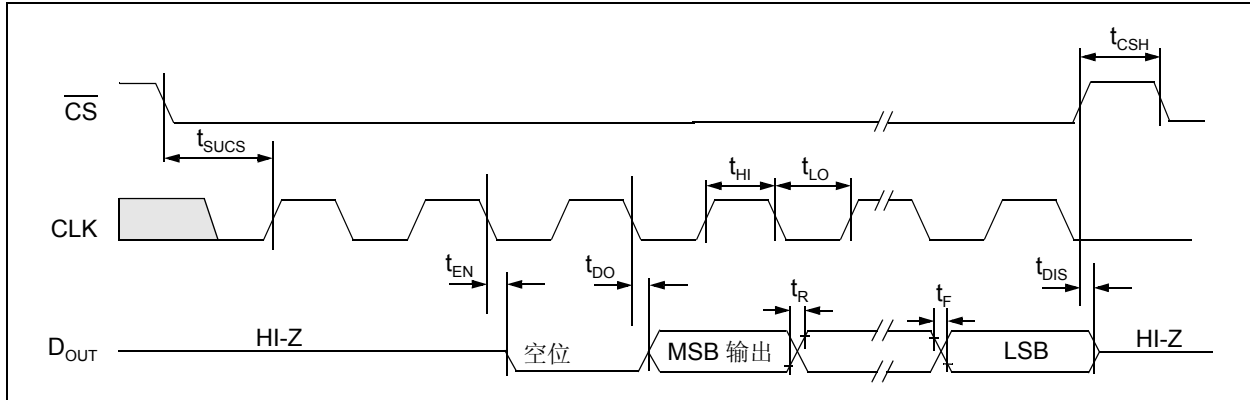 t_CSH
CS
t_SUCS
t_HI t_LO
CLK
t_EN t_DO t_R t_F t_DIS
D_OUT HI-Z 空位 MSB 输出 LSB HI-Z